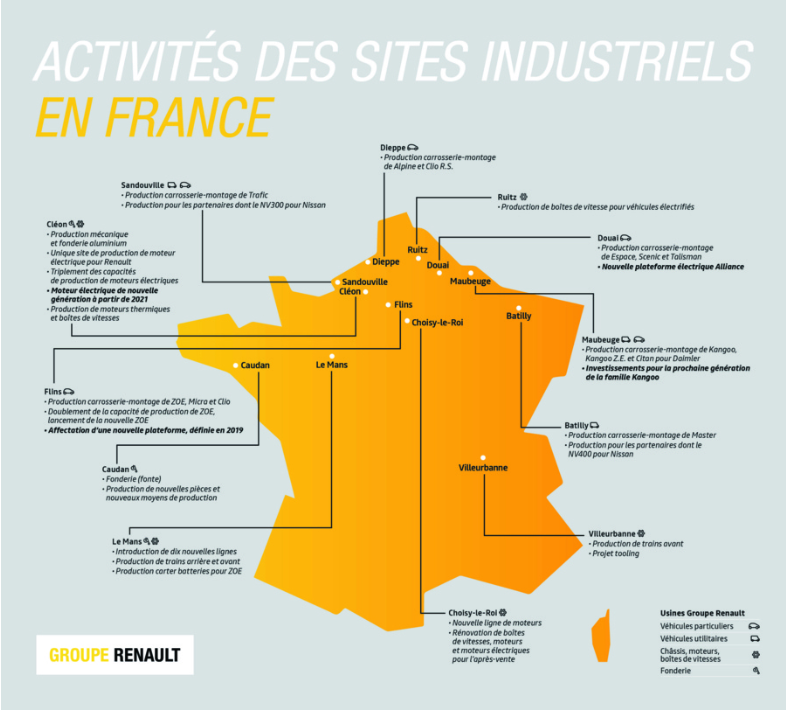 ACTIVITÉS DES SITES INDUSTRIELS
EN FRANCE
Dieppe
• Production carrosserie-montage
de Alpine et Clio R.S.
Sandouville
• Production carrosserie-montage de Trafic
• Production pour les partenaires dont le NV300 pour Nissan
Ruitz
• Production de boîtes de vitesse pour véhicules électrifiés
Cléon
• Production mécanique
et fonderie aluminium
• Unique site de production de moteur
électrique pour Renault
• Triplement des capacités
de production de moteurs électriques
• Moteur électrique de nouvelle
génération à partir de 2021
• Production de moteurs thermiques
et boîtes de vitesses
Douai
• Production carrosserie-montage
de Espace, Scenic et Talisman
• Nouvelle plateforme électrique Alliance
Ruitz
Dieppe
Douai
Sandouville
Maubeuge
Cléon
Flins
Batilly
Choisy-le-Roi
Caudan
Le Mans
Villeurbanne
Maubeuge
• Production carrosserie-montage de Kangoo,
Kangoo Z.E. et Citan pour Daimler
• Investissements pour la prochaine génération
de la famille Kangoo
Flins
• Production carrosserie-montage de ZOE, Micra et Clio
• Doublement de la capacité de production de ZOE,
lancement de la nouvelle ZOE
• Affectation d'une nouvelle plateforme, définie en 2019
Batilly
• Production carrosserie-montage de Master
• Production pour les partenaires dont le
NV400 pour Nissan
Caudan
• Fonderie (fonte)
• Production de nouvelles pièces et
nouveaux moyens de production
Le Mans
• Introduction de dix nouvelles lignes
• Production de trains arrière et avant
• Production carter batteries pour ZOE
Villeurbanne
• Production de trains avant
• Projet tooling
Choisy-le-Roi
• Nouvelle ligne de moteurs
• Rénovation de boîtes
de vitesses, moteurs
et moteurs électriques
pour l'après-vente
Usines Groupe Renault
Véhicules particuliers
Véhicules utilitaires
Châssis, moteurs,
boîtes de vitesses
Fonderie
GROUPE RENAULT